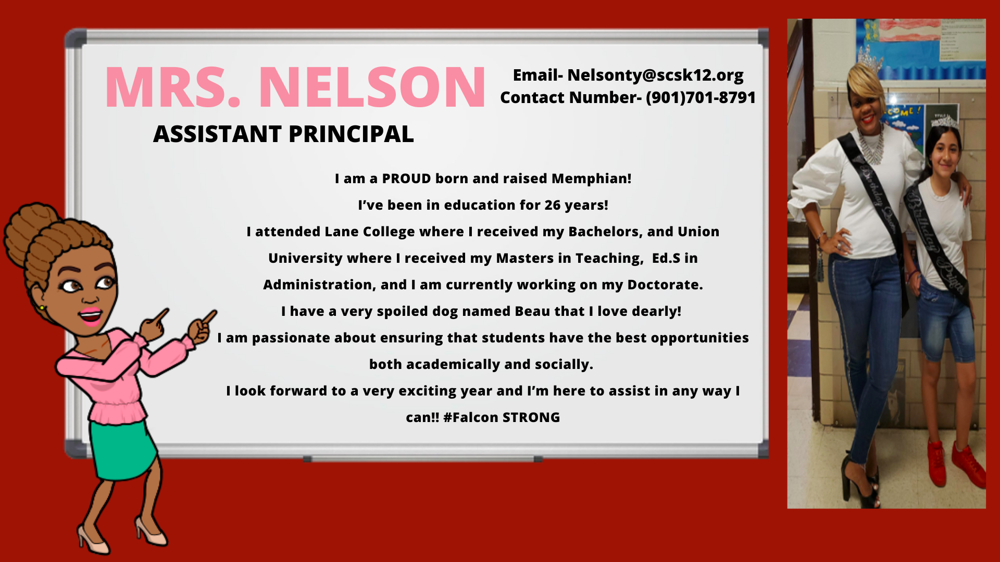 MRS. NELSON
ASSISTANT PRINCIPAL
Email- Nelsonty@scsk12.org
Contact Number- (901)701-8791
I am a PROUD born and raised Memphian!
I’ve been in education for 26 years!
I attended Lane College where I received my Bachelors, and Union
University where I received my Masters in Teaching,  Ed.S in
Administration, and I am currently working on my Doctorate.
I have a very spoiled dog named Beau that I love dearly!
I am passionate about ensuring that students have the best opportunities
both academically and socially.
I look forward to a very exciting year and I’m here to assist in any way I
can!! #Falcon STRONG
COME!
Birthday Queen
Birthday